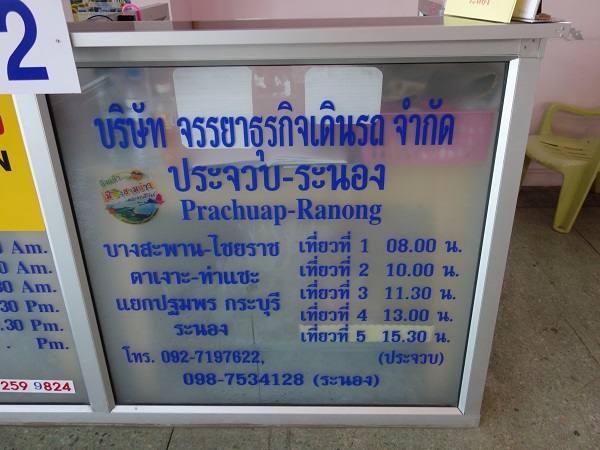 2
บริษัท จรรยาธุรกิจเดินรถ จำกัด
ประจวบ-ระนอง
Prachuap-Ranong
บางสะพาน-ไชยราช
ตาเงาะ-ท่าแซะ
แยกปฐมพร กระบุรี
ระนอง
เที่ยวที่ 1 08.00 น.
เที่ยวที่ 2 10.00 น.
เที่ยวที่ 3 11.30 น.
เที่ยวที่ 4 13.00 น.
เที่ยวที่ 5 15.30 น.
โทร. 092-7197622, (ประจวบ)
098-7534128 (ระนอง)
N
0 Am.
0 Am.
30 Am.
0 Pm.
.30 Pm.
. Pm.
259 9824